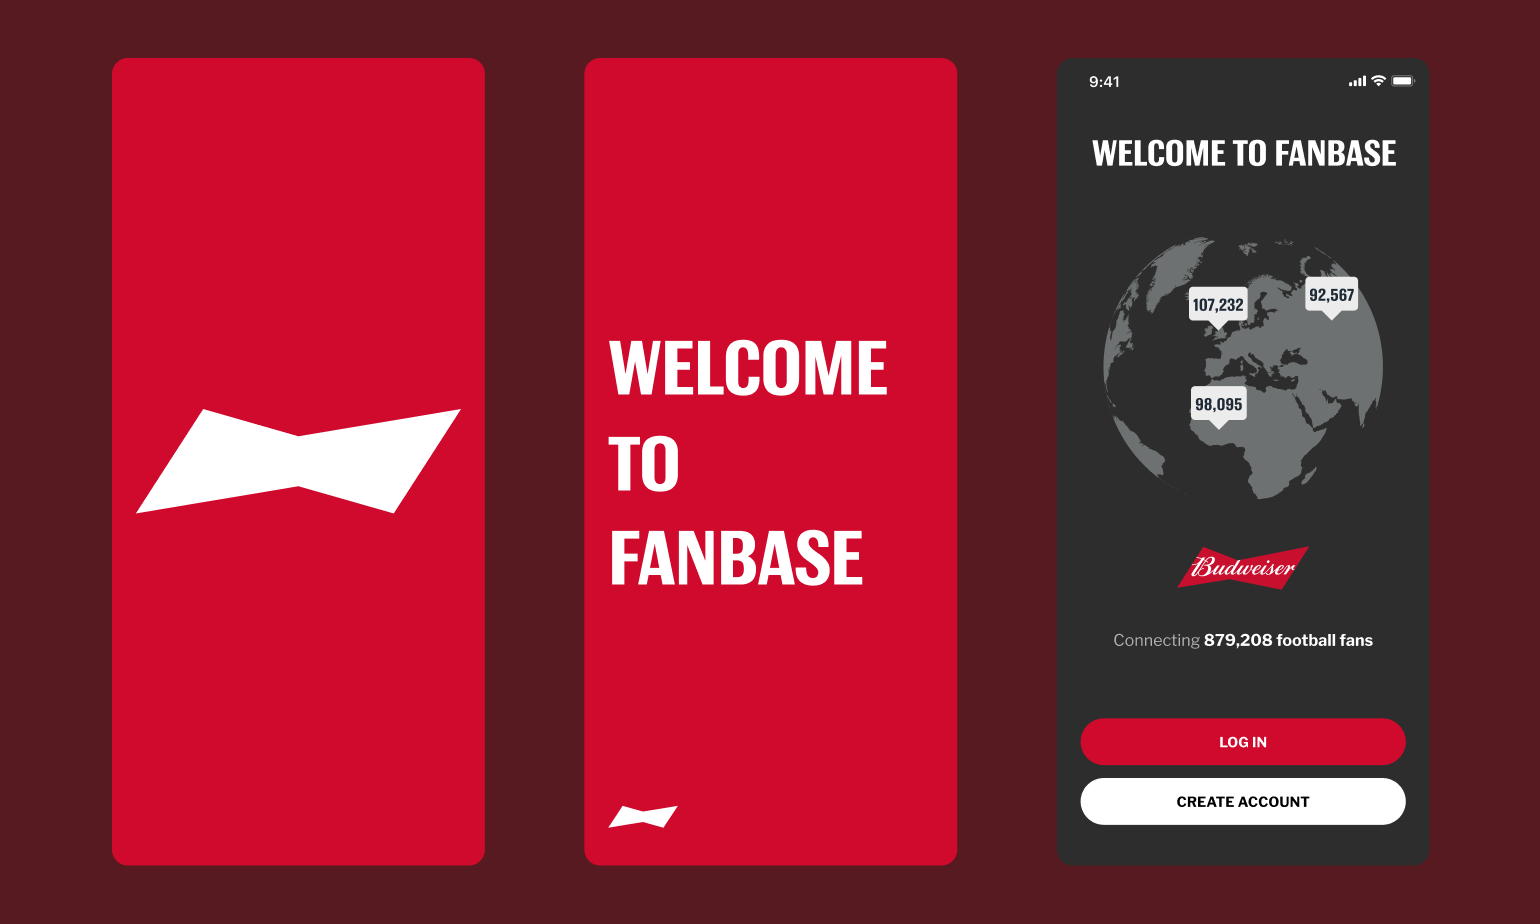 WELCOME
TO
FANBASE
9:41
WELCOME TO FANBASE
107,232
92,567
98,095
Budweiser
Connecting 879,208 football fans
LOG IN
CREATE ACCOUNT